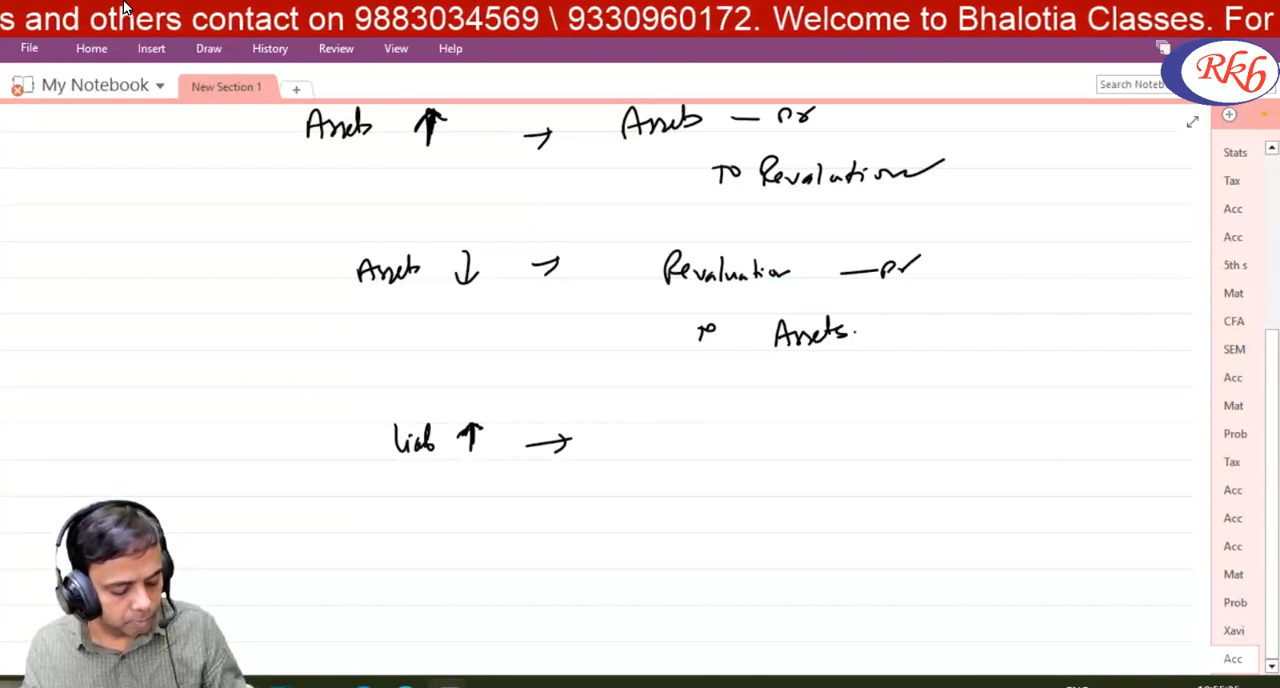 s and others contact on 9883034569 \ 9330960172. Welcome to Bhalotia Classes. For
File Home Insert Draw History Review View Help
Rkb
My Notebook New Section 1 + Search Noteb
Assets ↑ → Assets — Dr
To Revaluation
Assets ↓ → Revaluation — Dr
To Assets.
liab ↑ →
Stats
Tax
Acc
Acc
5th s
Mat
CFA
SEM
Acc
Mat
Prob
Tax
Acc
Acc
Acc
Mat
Prob
Xavi
Acc